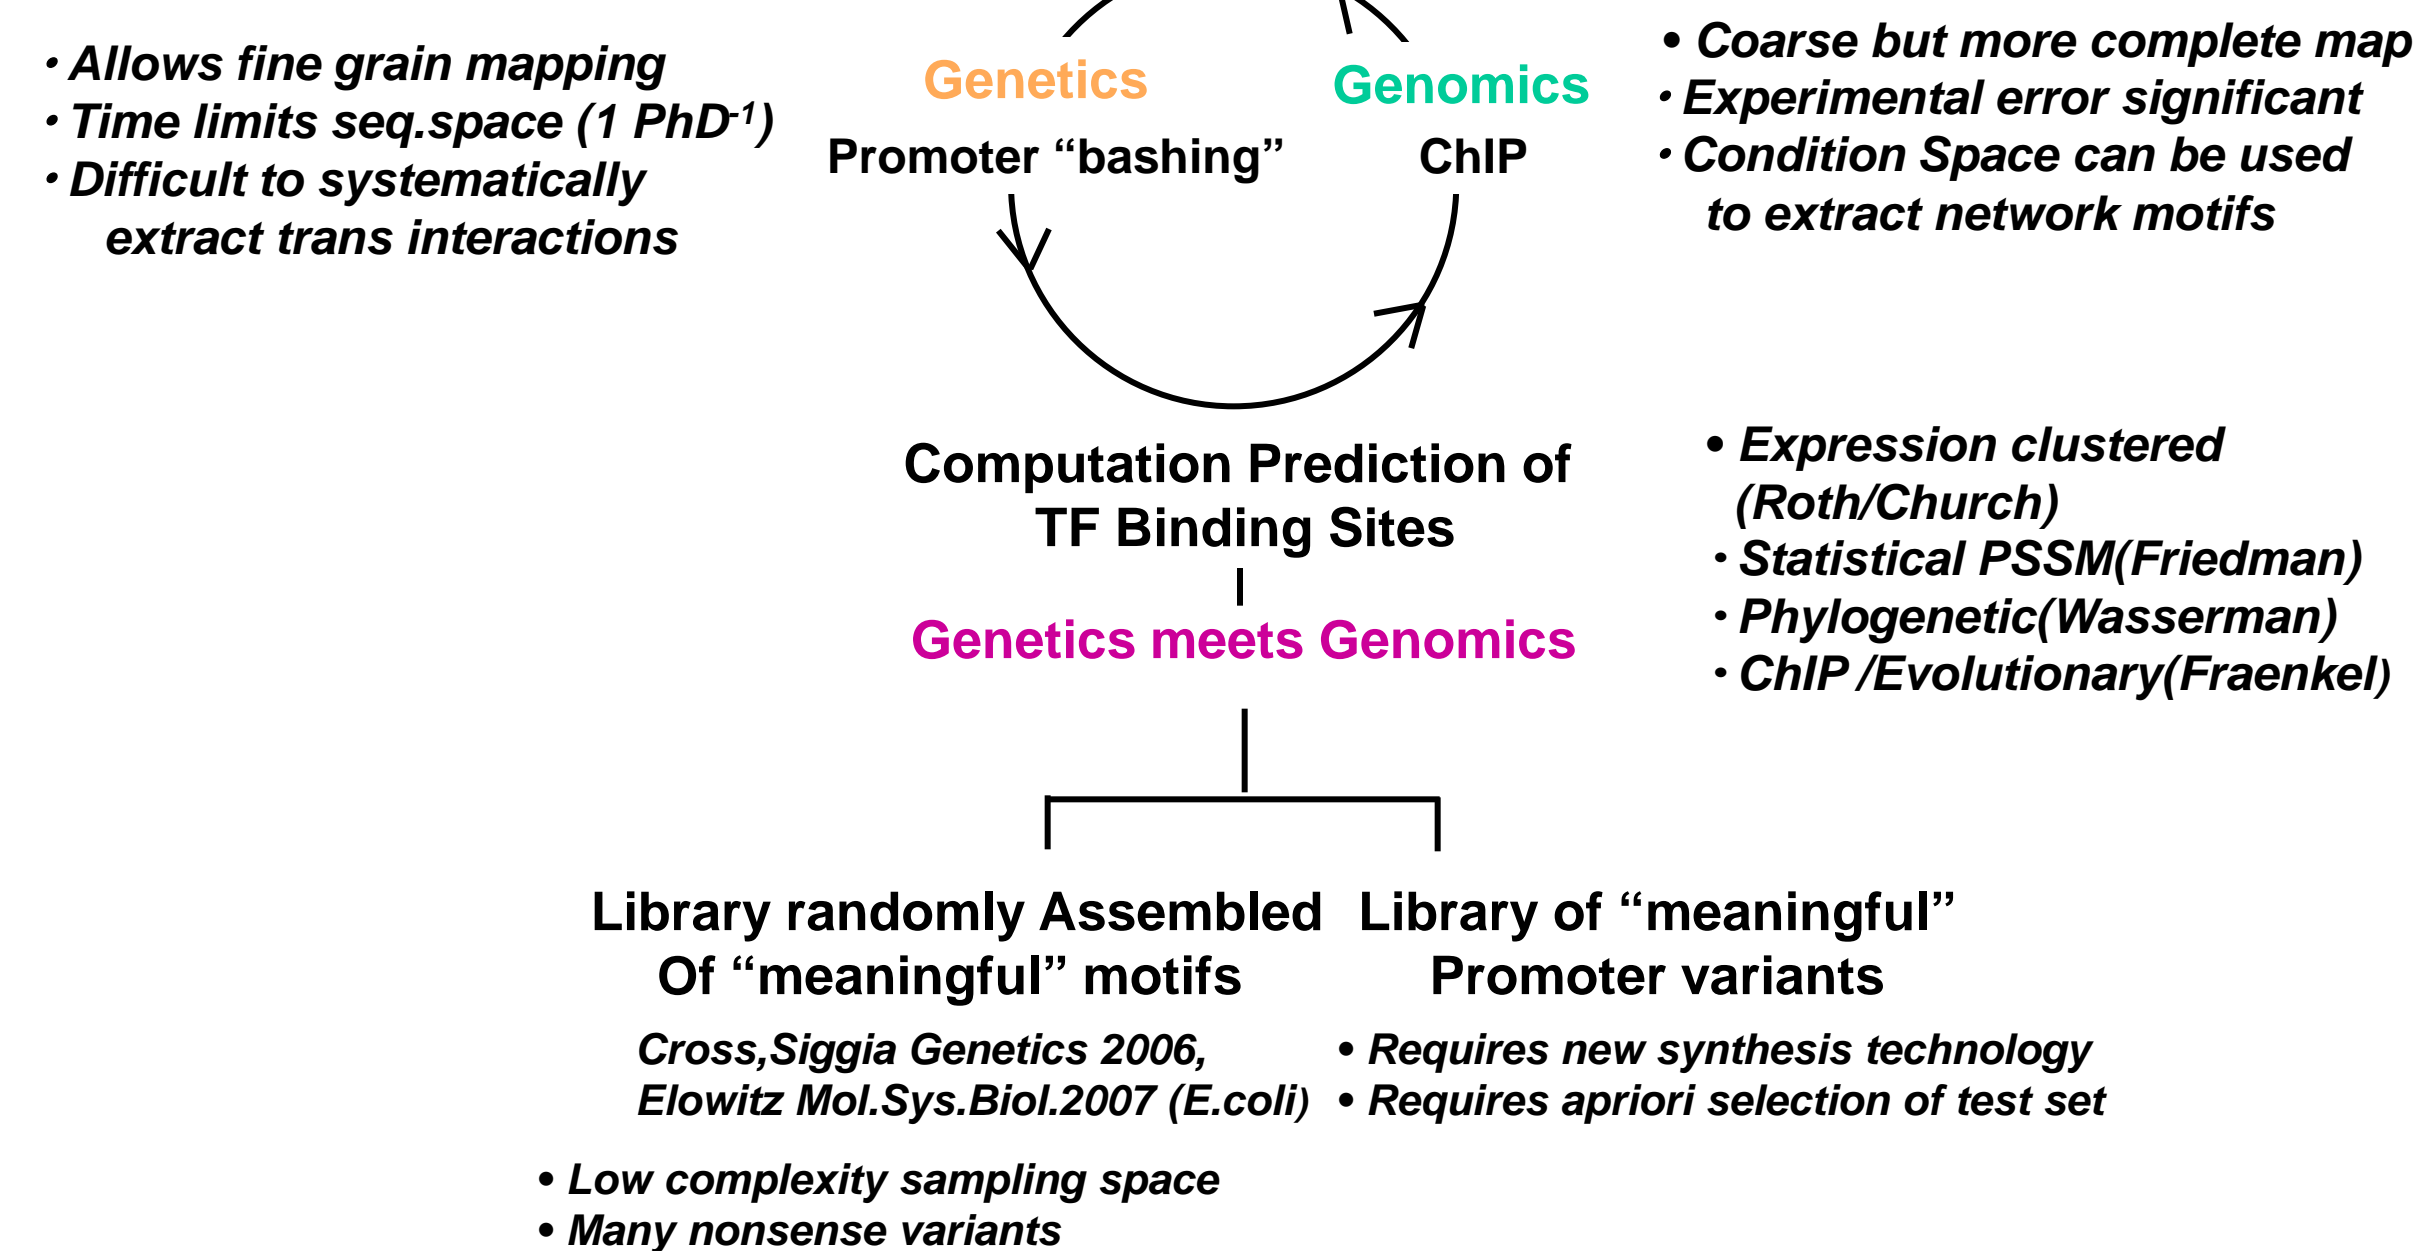 · Allows fine grain mapping
· Time limits seq.space (1 PhD⁻¹)
· Difficult to systematically
extract trans interactions
Genetics
Promoter “bashing”
Genomics
ChIP
• Coarse but more complete map
· Experimental error significant
· Condition Space can be used
to extract network motifs
Computation Prediction of
TF Binding Sites
Genetics meets Genomics
• Expression clustered
(Roth/Church)
· Statistical PSSM(Friedman)
· Phylogenetic(Wasserman)
· ChIP /Evolutionary(Fraenkel)
Library randomly Assembled
Of “meaningful” motifs
Cross,Siggia Genetics 2006,
Elowitz Mol.Sys.Biol.2007 (E.coli)
• Low complexity sampling space
• Many nonsense variants
Library of “meaningful”
Promoter variants
• Requires new synthesis technology
• Requires apriori selection of test set